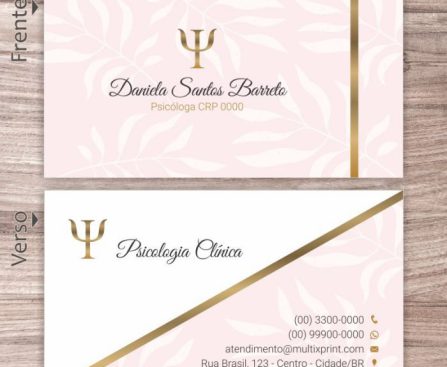 Frente
Ψ
Daniela Santos Barreto
Psicóloga CRP 0000
Verso
Ψ
Psicologia Clínica
(00) 3300-0000
(00) 99900-0000
atendimento@multixprint.com
Rua Brasil, 123 - Centro - Cidade/BR